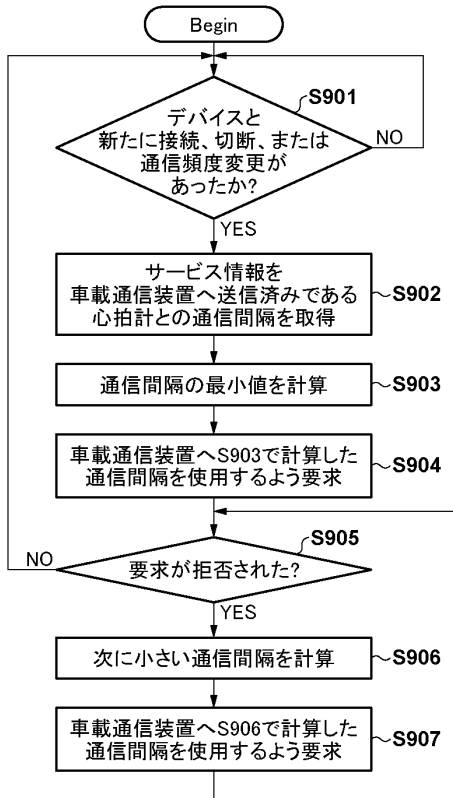 Begin
S901
デバイスと
新たに接続、切断、または
通信頻度変更が
あったか?
NO
YES
サービス情報を
車載通信装置へ送信済みである
心拍計との通信間隔を取得
S902
通信間隔の最小値を計算
S903
車載通信装置へS903で計算した
通信間隔を使用するよう要求
S904
S905
要求が拒否された?
NO
YES
次に小さい通信間隔を計算
S906
車載通信装置へS906で計算した
通信間隔を使用するよう要求
S907